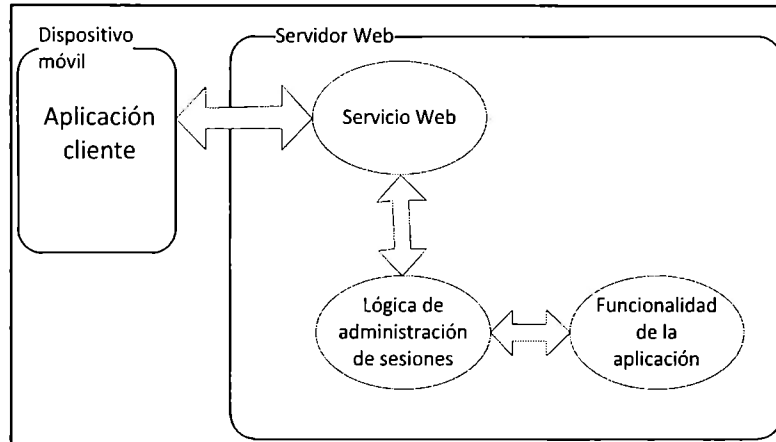 Dispositivo
móvil
Servidor Web
Aplicación
cliente
Servicio Web
Lógica de
administración
de sesiones
Funcionalidad
de la
aplicación